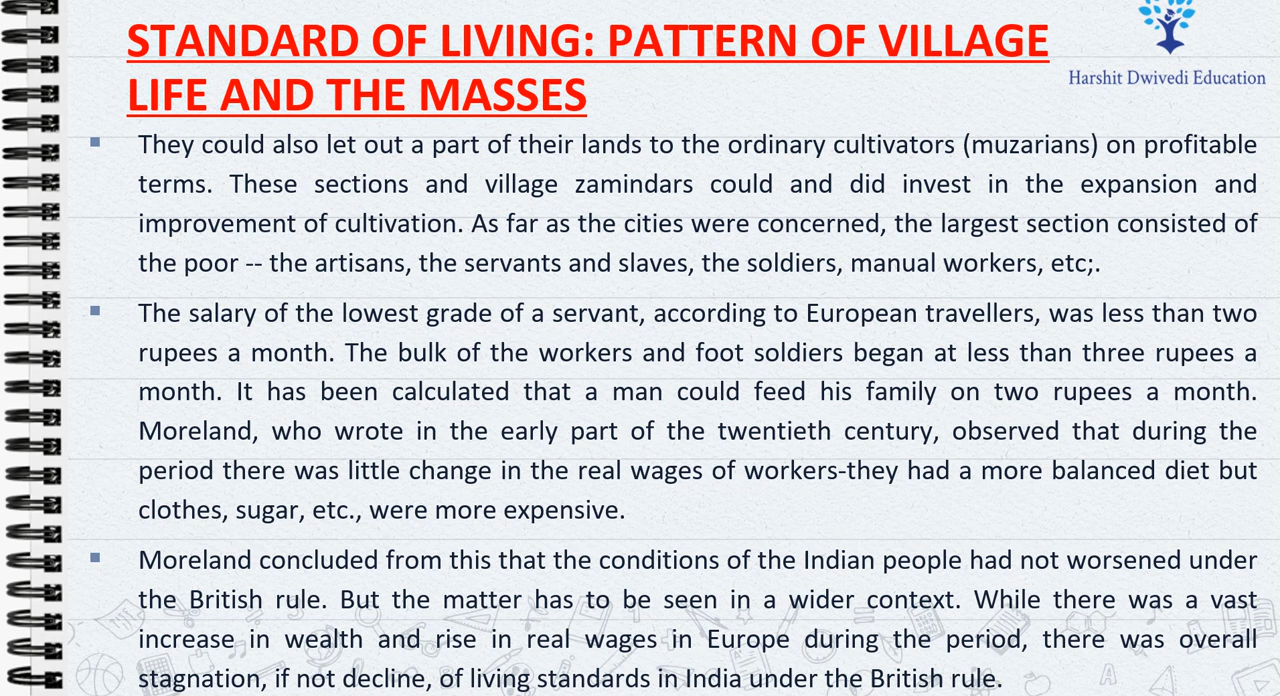 STANDARD OF LIVING: PATTERN OF VILLAGE
LIFE AND THE MASSES
Harshit Dwivedi Education
They could also let out a part of their lands to the ordinary cultivators (muzarians) on profitable
terms. These sections and village zamindars could and did invest in the expansion and
improvement of cultivation. As far as the cities were concerned, the largest section consisted of
the poor -- the artisans, the servants and slaves, the soldiers, manual workers, etc;.
The salary of the lowest grade of a servant, according to European travellers, was less than two
rupees a month. The bulk of the workers and foot soldiers began at less than three rupees a
month. It has been calculated that a man could feed his family on two rupees a month.
Moreland, who wrote in the early part of the twentieth century, observed that during the
period there was little change in the real wages of workers-they had a more balanced diet but
clothes, sugar, etc., were more expensive.
Moreland concluded from this that the conditions of the Indian people had not worsened under
the British rule. But the matter has to be seen in a wider context. While there was a vast
increase in wealth and rise in real wages in Europe during the period, there was overall
stagnation, if not decline, of living standards in India under the British rule.